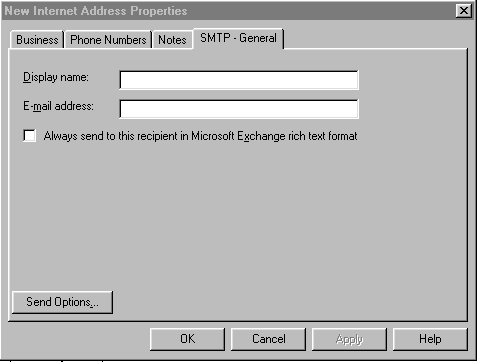 New Internet Address Properties
Business Phone Numbers Notes SMTP - General
Display name:
E-mail address:
Always send to this recipient in Microsoft Exchange rich text format
Send Options...
OK Cancel Apply Help